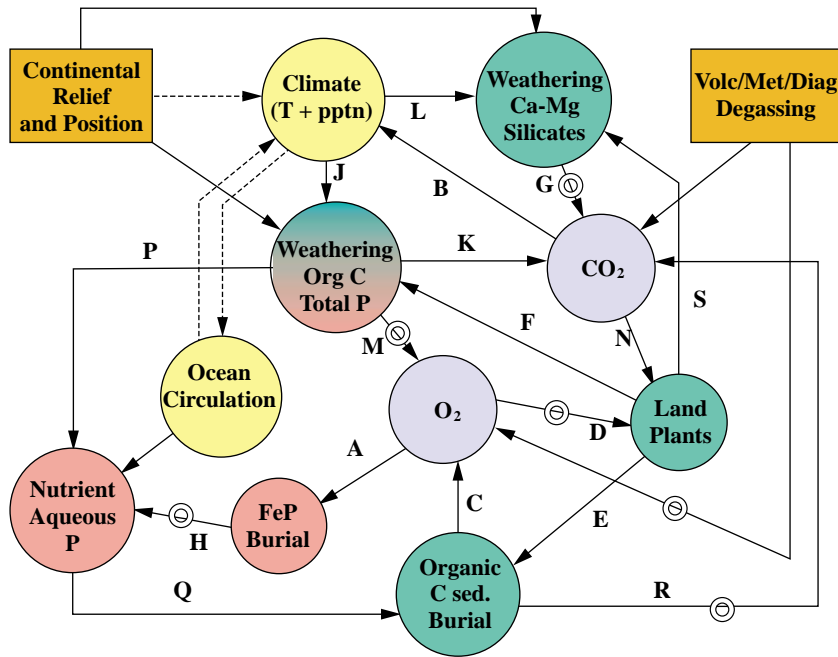 Continental
Relief
and Position
Climate
(T + pptn)
L
Weathering
Ca-Mg
Silicates
Volc/Met/Diag
Degassing
J
B
G
P
Weathering
Org C
Total P
K
CO₂
S
F
N
M
Ocean
Circulation
O₂
D
Land
Plants
A
Nutrient
Aqueous
P
H
FeP
Burial
C
E
Organic
C sed.
Burial
Q
R